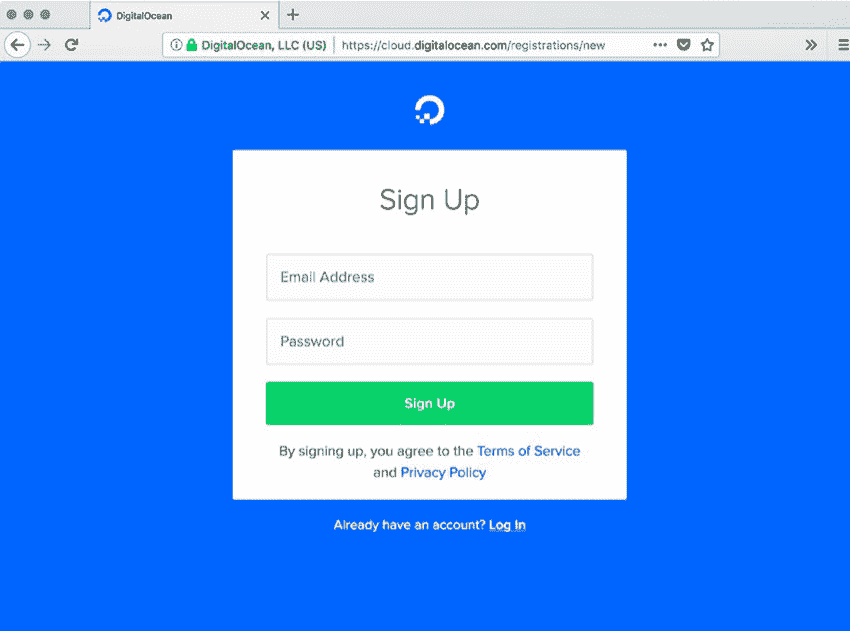 DigitalOcean
DigitalOcean, LLC (US) https://cloud.digitalocean.com/registrations/new
Sign Up
Email Address
Password
Sign Up
By signing up, you agree to the Terms of Service
and Privacy Policy
Already have an account? Log In